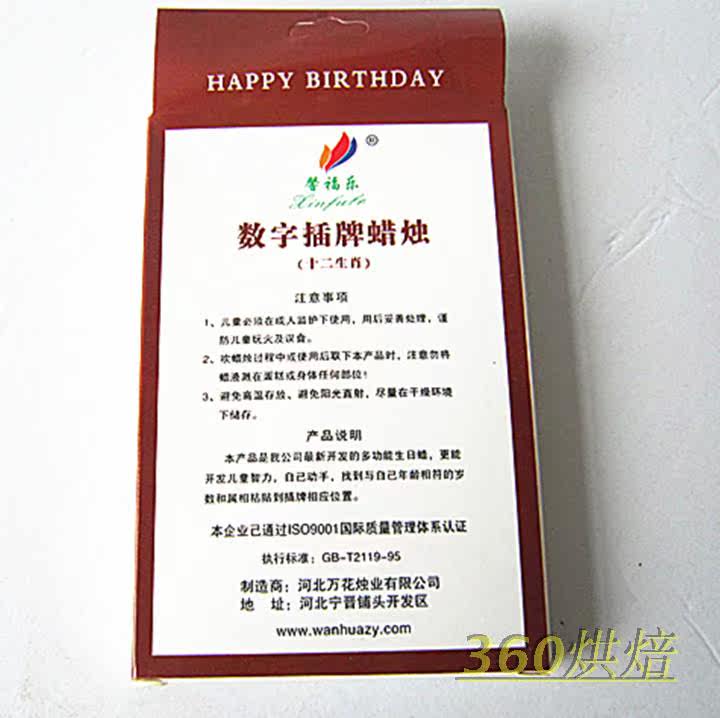 HAPPY BIRTHDAY
®
馨福乐
Xinfule
数字插牌蜡烛
(十二生肖)
注意事项
1、儿童必须在成人监护下使用，用后妥善处理，谨
防儿童玩火及误食。
2、吹蜡烛过程中或使用后取下本产品时，注意勿将
蜡液溅在蛋糕或身体任何部位!
3、避免高温存放、避免阳光直射，尽量在干燥环境
下储存。
产品说明
本产品是我公司最新开发的多功能生日蜡，更能
开发儿童智力，自己动手，找到与自己年龄相符的岁
数和属相粘贴到插牌相应位置。
本企业己通过ISO9001国际质量管理体系认证
执行标准：GB-T2119-95
制造商：河北万花烛业有限公司
地 址：河北宁晋铺头开发区
www.wanhuazy.com
360烘焙